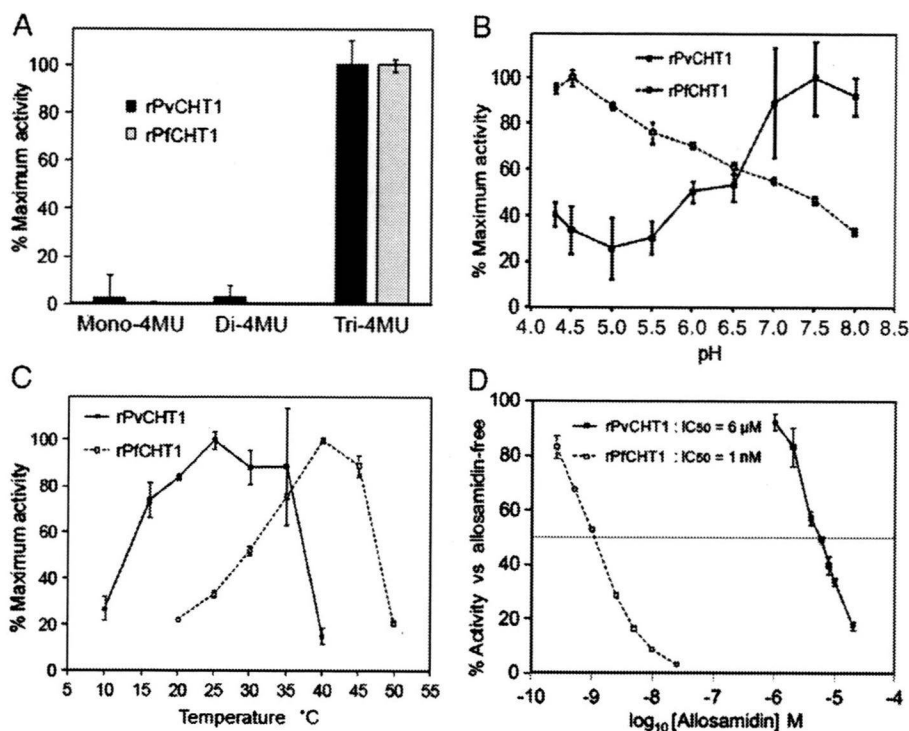 A
% Maximum activity
100
80
60
40
20
0
rPvCHT1
rPfCHT1
Mono-4MU Di-4MU Tri-4MU
B
% Maximum activity
100
80
60
40
20
0
rPvCHT1
rPfCHT1
4.0 4.5 5.0 5.5 6.0 6.5 7.0 7.5 8.0 8.5
pH
C
% Maximum activity
100
80
60
40
20
0
rPvCHT1
rPfCHT1
5 10 15 20 25 30 35 40 45 50 55
Temperature °C
D
% Activity vs allosamidin-free
100
80
60
40
20
0
rPvCHT1 : IC50 = 6 µM
rPfCHT1 : IC50 = 1 nM
-10 -9 -8 -7 -6 -5 -4
log10 [Allosamidin] M